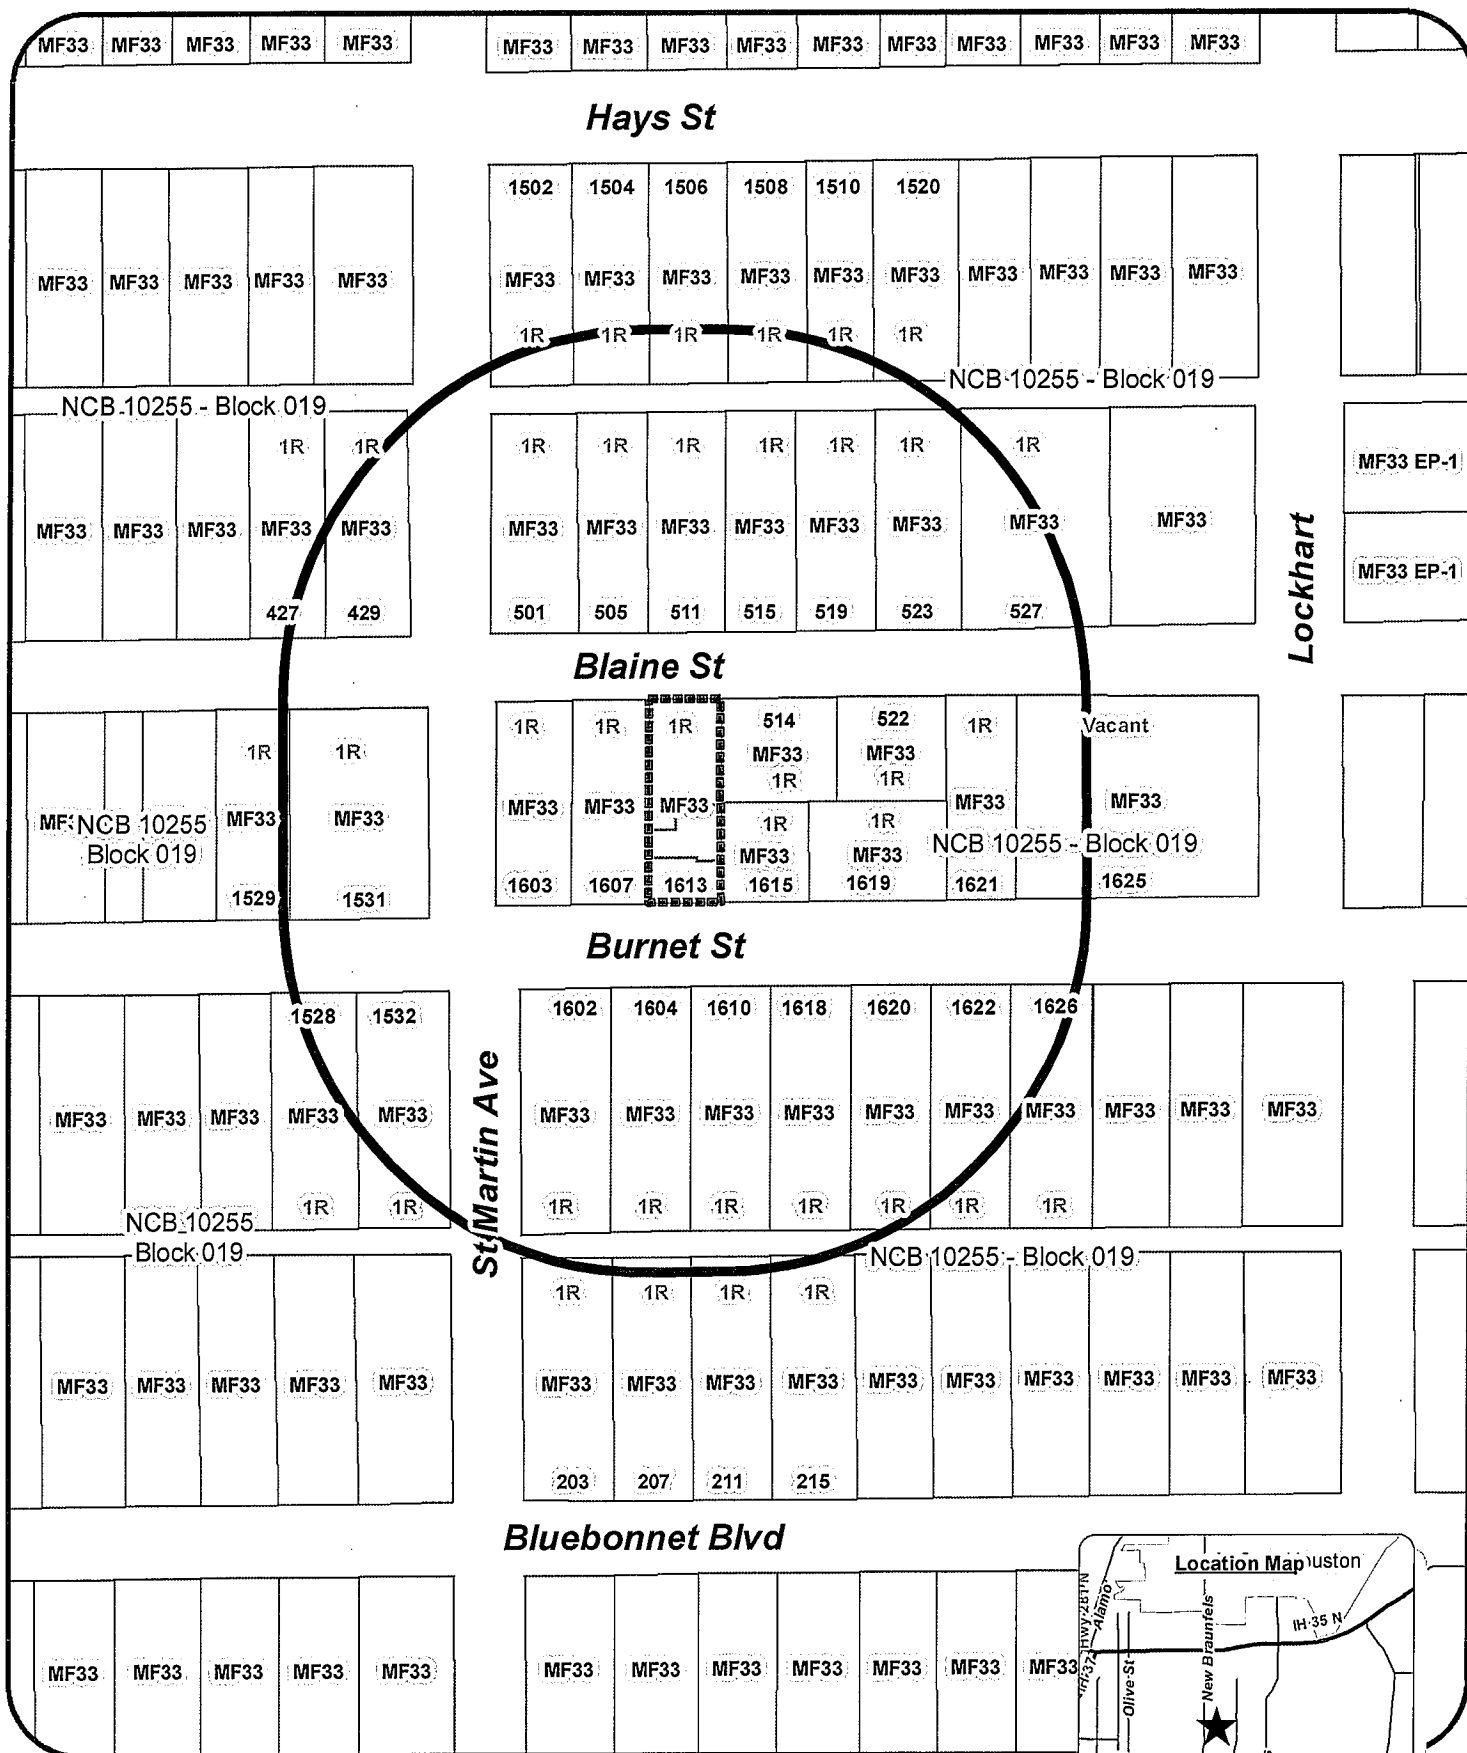 MF33 MF33 MF33 MF33 MF33 MF33 MF33 MF33 MF33 MF33 MF33 MF33 MF33 MF33 MF33
Hays St
1502 1504 1506 1508 1510 1520
MF33 MF33 MF33 MF33 MF33 MF33 MF33 MF33 MF33 MF33 MF33 MF33 MF33 MF33 MF33
1R 1R 1R 1R 1R 1R
NCB 10255 - Block 019
NCB 10255 - Block 019
1R 1R 1R 1R 1R 1R 1R 1R 1R
MF33 EP-1
MF33 MF33 MF33 MF33 MF33 MF33 MF33 MF33 MF33 MF33 MF33 MF33 MF33
MF33 EP-1
427 429 501 505 511 515 519 523 527
Lockhart
Blaine St
1R 1R 1R 1R 1R 514 522 1R Vacant
MF33 MF33
1R 1R
MF33 MF33 MF33 MF33 MF33 MF33 MF33
1R 1R
NCB 10255
Block 019
NCB 10255 - Block 019
MF33 MF33
1529 1531 1603 1607 1613 1615 1619 1621 1625
Burnet St
1528 1532 1602 1604 1610 1618 1620 1622 1626
St Martin Ave
MF33 MF33 MF33 MF33 MF33 MF33 MF33 MF33 MF33 MF33 MF33 MF33 MF33 MF33 MF33
1R 1R 1R 1R 1R 1R 1R 1R 1R
NCB 10255
Block 019
NCB 10255 - Block 019
1R 1R 1R 1R
MF33 MF33 MF33 MF33 MF33 MF33 MF33 MF33 MF33 MF33 MF33 MF33 MF33 MF33 MF33
203 207 211 215
Bluebonnet Blvd
Location Map
IH 35 N
Alamo
New Braunfels
Olive St
MF33 MF33 MF33 MF33 MF33 MF33 MF33 MF33 MF33 MF33 MF33 MF33